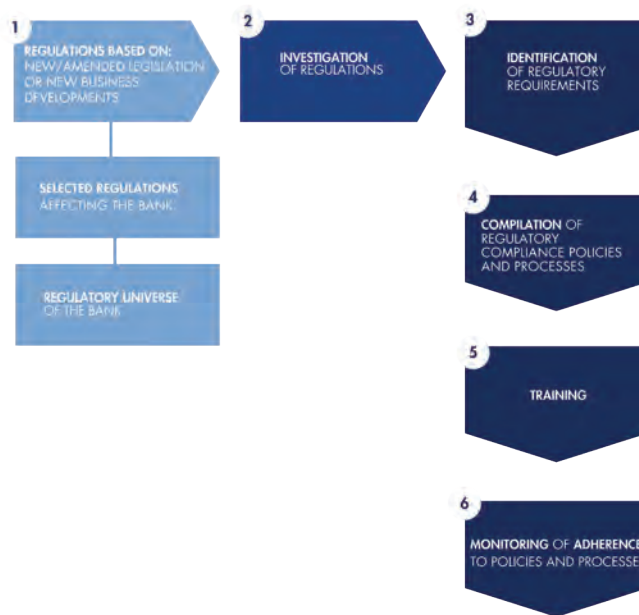 1
REGULATIONS BASED ON:
NEW/AMENDED LEGISLATION
OR NEW BUSINESS
DEVELOPMENTS
SELECTED REGULATIONS
AFFECTING THE BANK
REGULATORY UNIVERSE
OF THE BANK
2
INVESTIGATION
OF REGULATIONS
3
IDENTIFICATION
OF REGULATORY
REQUIREMENTS
4
COMPILATION OF
REGULATORY
COMPLIANCE POLICIES
AND PROCESSES
5
TRAINING
6
MONITORING OF ADHERENCE
TO POLICIES AND PROCESSE